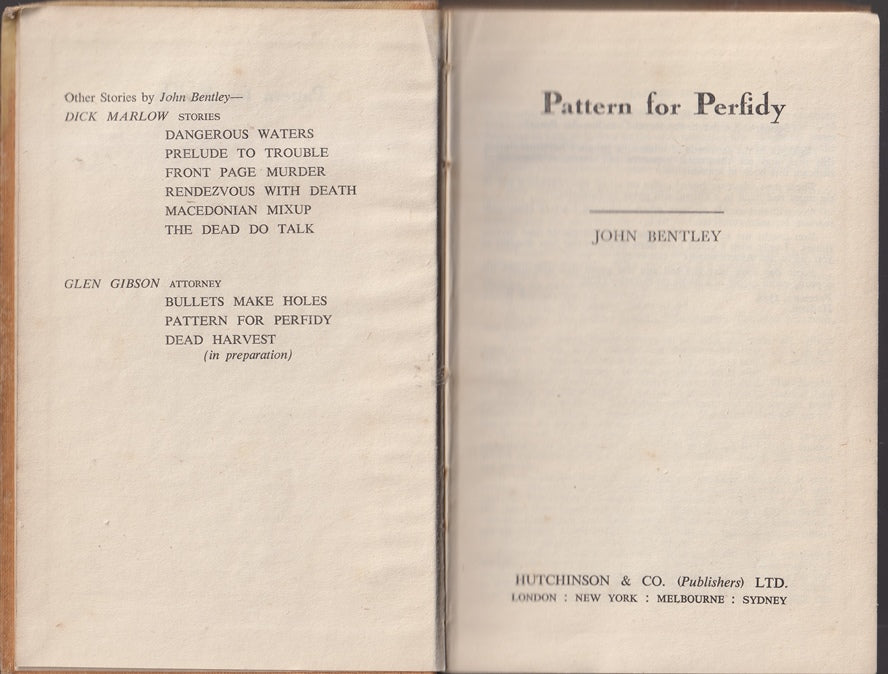 Other Stories by John Bentley—
DICK MARLOW STORIES
DANGEROUS WATERS
PRELUDE TO TROUBLE
FRONT PAGE MURDER
RENDEZVOUS WITH DEATH
MACEDONIAN MIXUP
THE DEAD DO TALK
GLEN GIBSON ATTORNEY
BULLETS MAKE HOLES
PATTERN FOR PERFIDY
DEAD HARVEST
(in preparation)
Pattern for Perfidy
JOHN BENTLEY
HUTCHINSON & CO. (Publishers) LTD.
LONDON : NEW YORK : MELBOURNE : SYDNEY